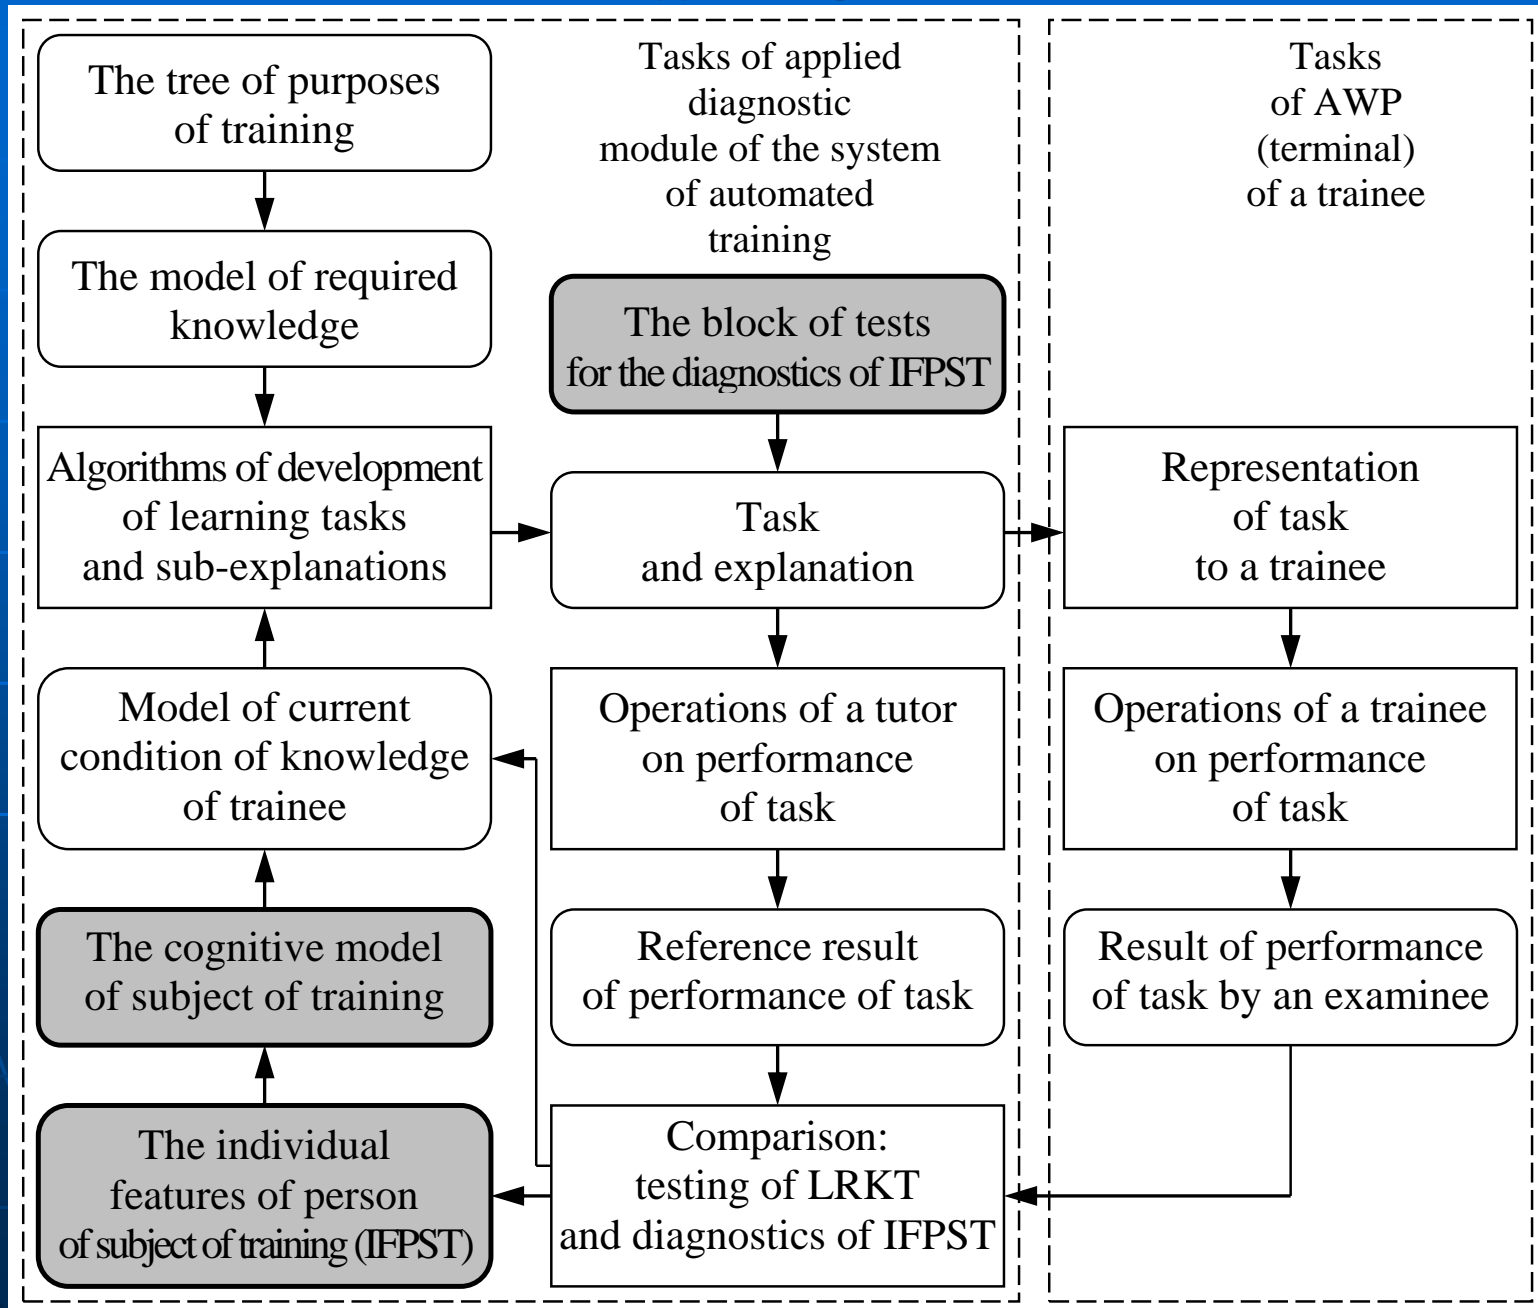 The tree of purposes
of training
The model of required
knowledge
Algorithms of development
of learning tasks
and sub-explanations
Model of current
condition of knowledge
of trainee
The cognitive model
of subject of training
The individual
features of person
of subject of training (IFPST)
Tasks of applied
diagnostic
module of the system
of automated
training
The block of tests
for the diagnostics of IFPST
Task
and explanation
Operations of a tutor
on performance
of task
Reference result
of performance of task
Comparison:
testing of LRKT
and diagnostics of IFPST
Tasks
of AWP
(terminal)
of a trainee
Representation
of task
to a trainee
Operations of a trainee
on performance
of task
Result of performance
of task by an examinee